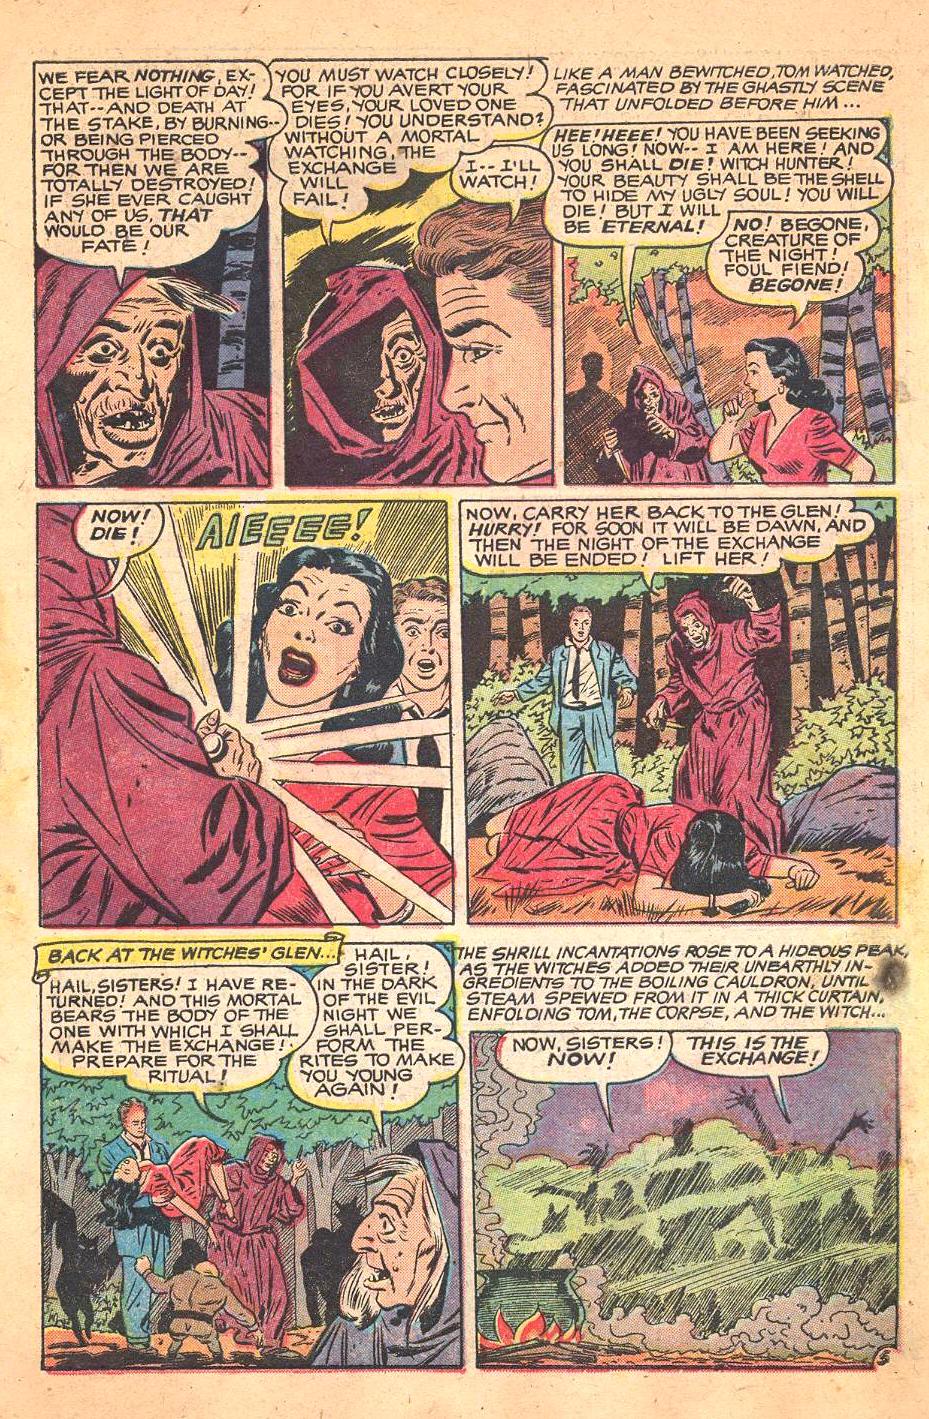 WE FEAR NOTHING, EX-
CEPT THE LIGHT OF DAY!
THAT--AND DEATH AT
THE STAKE, BY BURNING--
OR BEING PIERCED
THROUGH THE BODY--
FOR THEN WE ARE
TOTALLY DESTROYED!
IF SHE EVER CAUGHT
ANY OF US, THAT
WOULD BE OUR
FATE!
YOU MUST WATCH CLOSELY!
FOR IF YOU AVERT YOUR
EYES, YOUR LOVED ONE
DIES! YOU UNDERSTAND?
WITHOUT A MORTAL
WATCHING, THE
EXCHANGE
WILL
FAIL!
I--I'LL
WATCH!
LIKE A MAN BEWITCHED, TOM WATCHED,
FASCINATED BY THE GHASTLY SCENE
THAT UNFOLDED BEFORE HIM...
HEE! HEEE! YOU HAVE BEEN SEEKING
US LONG! NOW-- I AM HERE! AND
YOU SHALL DIE! WITCH HUNTER!
YOUR BEAUTY SHALL BE THE SHELL
TO HIDE MY UGLY SOUL! YOU WILL
DIE! BUT I WILL
BE ETERNAL!
NO! BEGONE,
CREATURE OF
THE NIGHT!
FOUL FIEND!
BEGONE!
NOW!
DIE!
AIEEEEE!
NOW, CARRY HER BACK TO THE GLEN!
HURRY! FOR SOON IT WILL BE DAWN, AND
THEN THE NIGHT OF THE EXCHANGE
WILL BE ENDED! LIFT HER!
BACK AT THE WITCHES' GLEN...
HAIL, SISTERS! I HAVE RE-
TURNED! AND THIS MORTAL
BEARS THE BODY OF THE
ONE WITH WHICH I SHALL
MAKE THE EXCHANGE!
PREPARE FOR THE
RITUAL!
HAIL,
SISTER!
IN THE DARK
OF THE EVIL
NIGHT WE
SHALL PER-
FORM THE
RITES TO MAKE
YOU YOUNG
AGAIN!
THE SHRILL INCANTATIONS ROSE TO A HIDEOUS PEAK,
AS THE WITCHES ADDED THEIR UNEARTHLY IN-
GREDIENTS TO THE BOILING CAULDRON, UNTIL
STEAM SPEWED FROM IT IN A THICK CURTAIN,
ENFOLDING TOM, THE CORPSE, AND THE WITCH...
NOW, SISTERS!
NOW!
THIS IS THE
EXCHANGE!
5